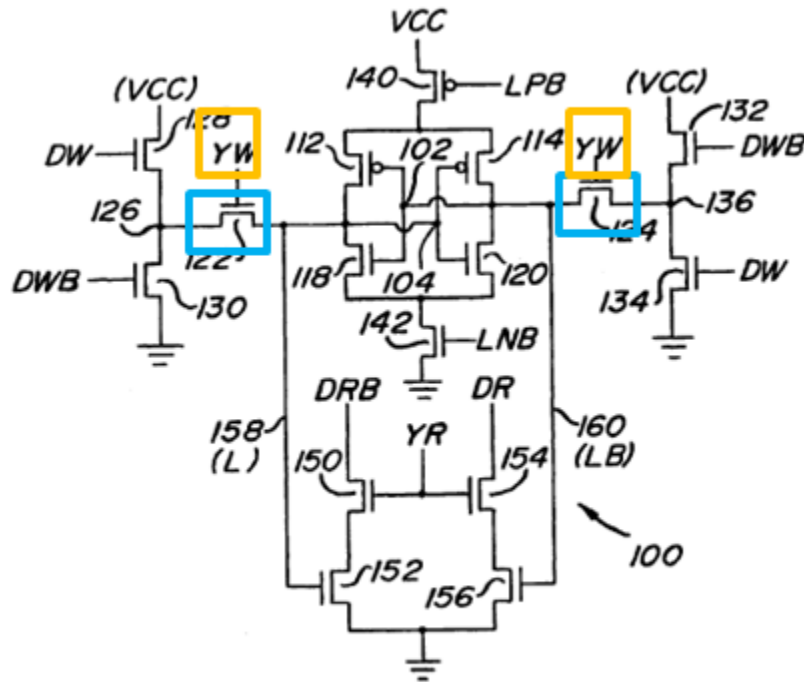 VCC
140
LPB
(VCC)
(VCC)
128
132
DW
YW
112
102
114
YW
DWB
126
136
122
124
118
104
120
DWB
130
134
DW
142
LNB
DRB
DR
158
(L)
YR
160
(LB)
150
154
100
152
156